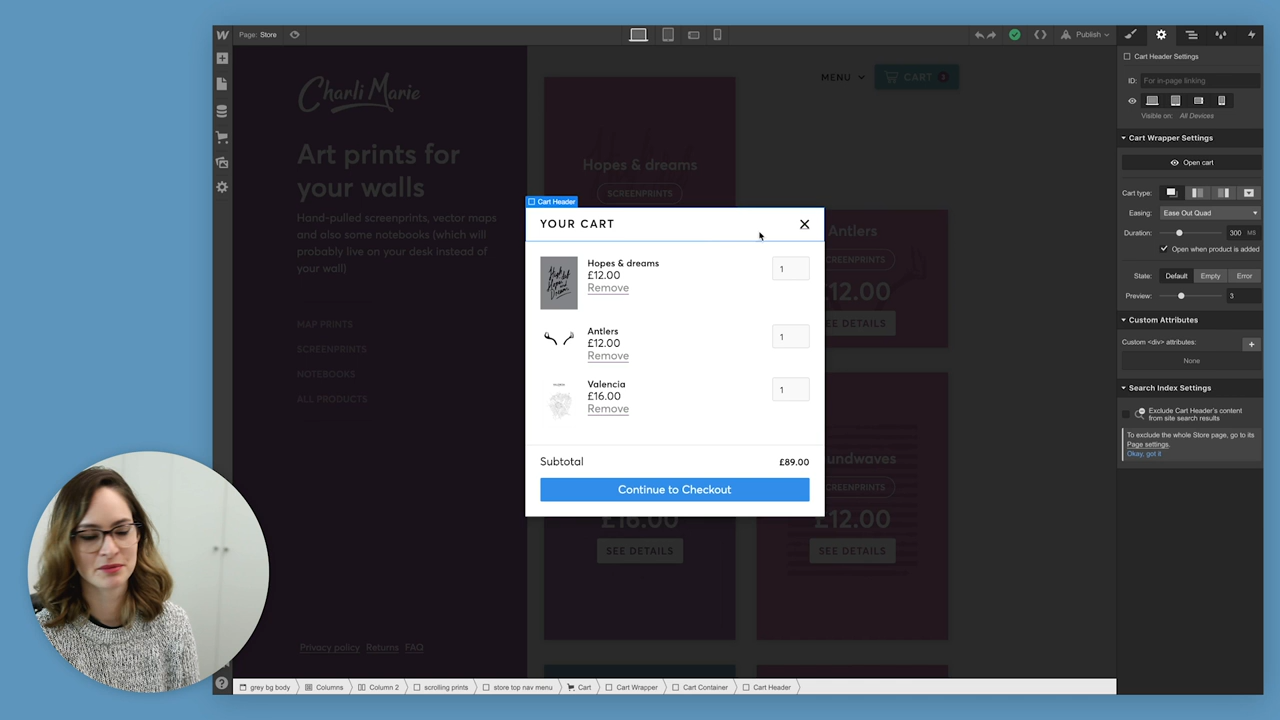 W
Page: Store
Publish
Charli Marie
Art prints for
your walls
Hand-pulled screenprints, vector maps
and also some notebooks (which will
probably live on your desk instead of
your wall)
MAP PRINTS
SCREENPRINTS
NOTEBOOKS
ALL PRODUCTS
Privacy policy
Returns
FAQ
MENU
CART 3
Hopes & dreams
SCREENPRINTS
Antlers
SCREENPRINTS
£12.00
SEE DETAILS
undwaves
SCREENPRINTS
£16.00
SEE DETAILS
£12.00
SEE DETAILS
Cart Header
YOUR CART
Hopes & dreams
£12.00
Remove
1
Antlers
£12.00
Remove
1
Valencia
£16.00
Remove
1
Subtotal
£89.00
Continue to Checkout
Cart Header Settings
ID: For in-page linking
Visible on: All Devices
Cart Wrapper Settings
Open cart
Cart type:
Easing: Ease Out Quad
Duration: 300 MS
Open when product is added
State: Default Empty Error
Preview: 3
Custom Attributes
Custom <div> attributes: +
None
Search Index Settings
Exclude Cart Header's content
from site search results
To exclude the whole Store page, go to its
Page settings.
Okay, got it
grey bg body
Columns
Column 2
scrolling prints
store top nav menu
Cart
Cart Wrapper
Cart Container
Cart Header